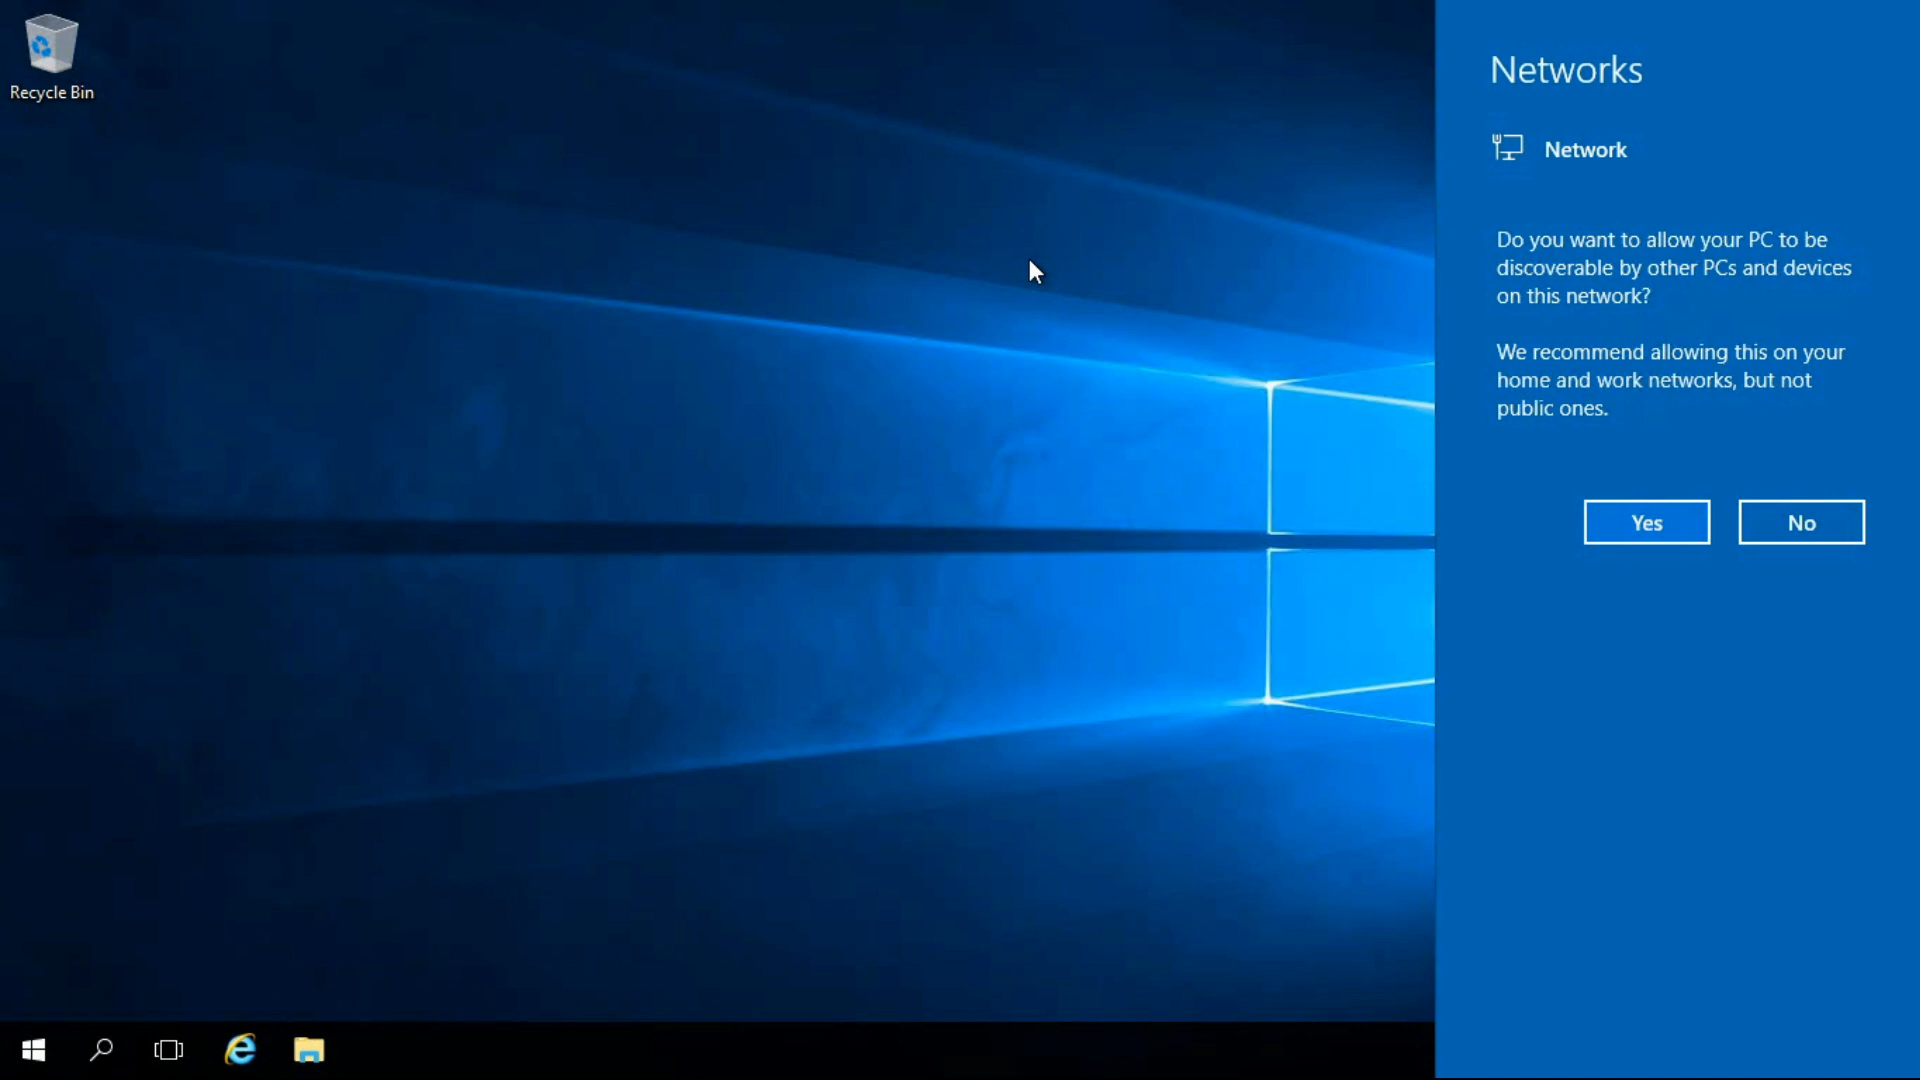 Recycle Bin
Networks
Network
Do you want to allow your PC to be
discoverable by other PCs and devices
on this network?
We recommend allowing this on your
home and work networks, but not
public ones.
Yes
No